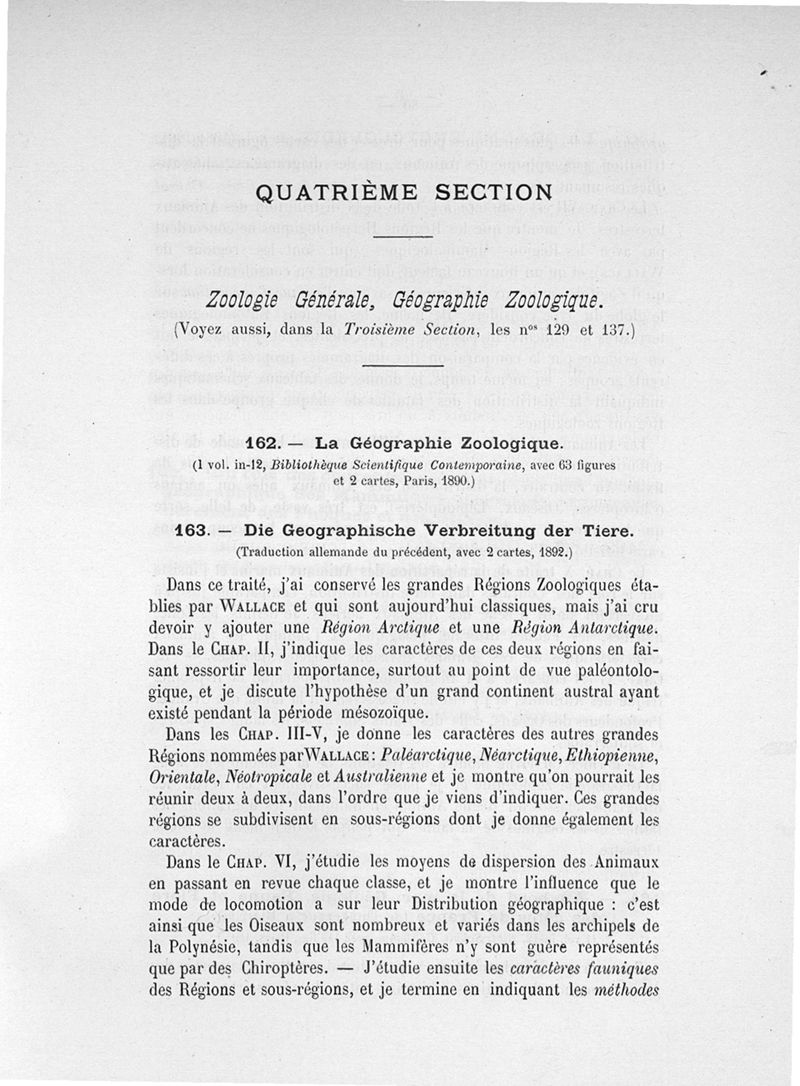 QUATRIÈME SECTION
Zoologie Générale, Géographie Zoologique.
(Voyez aussi, dans la Troisième Section, les nos 129 et 137.)
162. — La Géographie Zoologique.
(1 vol. in-12, Bibliothèque Scientifique Contemporaine, avec 63 figures
et 2 cartes, Paris, 1890.)
163. — Die Geographische Verbreitung der Tiere.
(Traduction allemande du précédent, avec 2 cartes, 1892.)
Dans ce traité, j'ai conservé les grandes Régions Zoologiques éta-
blies par WALLACE et qui sont aujourd'hui classiques, mais j'ai cru
devoir y ajouter une Région Arctique et une Région Antarctique.
Dans le CHAP. II, j'indique les caractères de ces deux régions en fai-
sant ressortir leur importance, surtout au point de vue paléontolo-
gique, et je discute l'hypothèse d'un grand continent austral ayant
existé pendant la période mésozoïque.
Dans les CHAP. III-V, je donne les caractères des autres grandes
Régions nommées par WALLACE : Paléarctique, Néarctique, Ethiopienne,
Orientale, Néotropicale et Australienne et je montre qu'on pourrait les
réunir deux à deux, dans l'ordre que je viens d'indiquer. Ces grandes
régions se subdivisent en sous-régions dont je donne également les
caractères.
Dans le CHAP. VI, j'étudie les moyens de dispersion des Animaux
en passant en revue chaque classe, et je montre l'influence que le
mode de locomotion a sur leur Distribution géographique : c'est
ainsi que les Oiseaux sont nombreux et variés dans les archipels de
la Polynésie, tandis que les Mammifères n'y sont guère représentés
que par des Chiroptères. — J'étudie ensuite les caractères fauniques
des Régions et sous-régions, et je termine en indiquant les méthodes